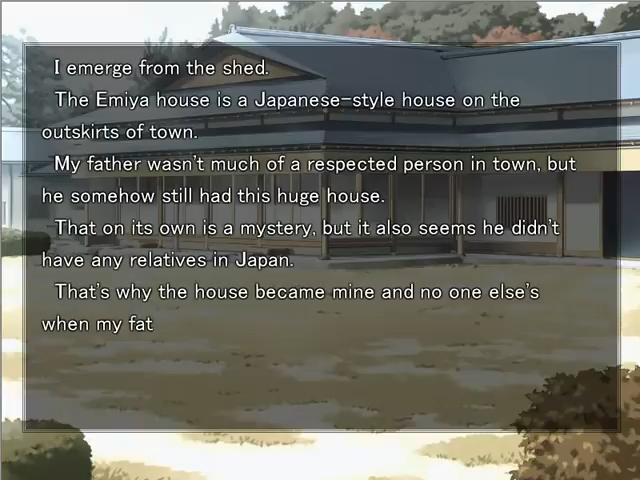 I emerge from the shed.
The Emiya house is a Japanese-style house on the
outskirts of town.
My father wasn't much of a respected person in town, but
he somehow still had this huge house.
That on its own is a mystery, but it also seems he didn't
have any relatives in Japan.
That's why the house became mine and no one else's
when my fat